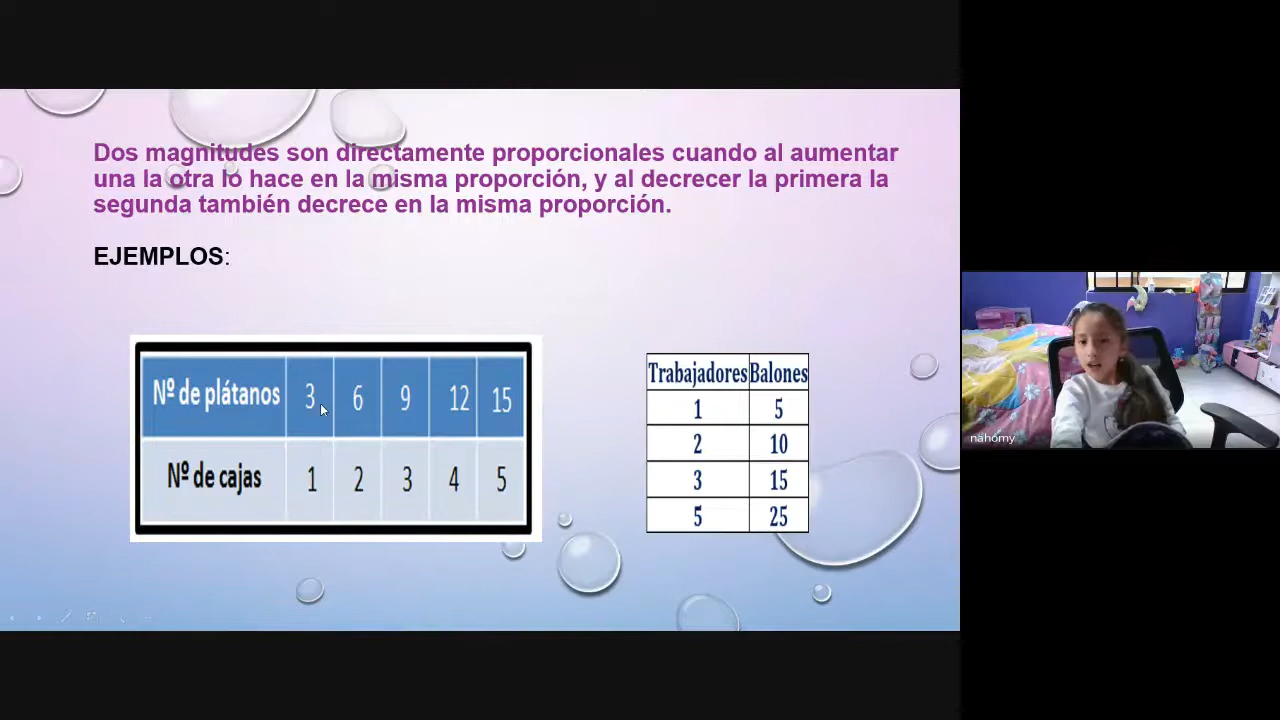 Dos magnitudes son directamente proporcionales cuando al aumentar
una la otra lo hace en la misma proporción, y al decrecer la primera la
segunda también decrece en la misma proporción.
EJEMPLOS:
Nº de plátanos 3 6 9 12 15
Nº de cajas 1 2 3 4 5
Trabajadores Balones
1 5
2 10
3 15
5 25
nahomy